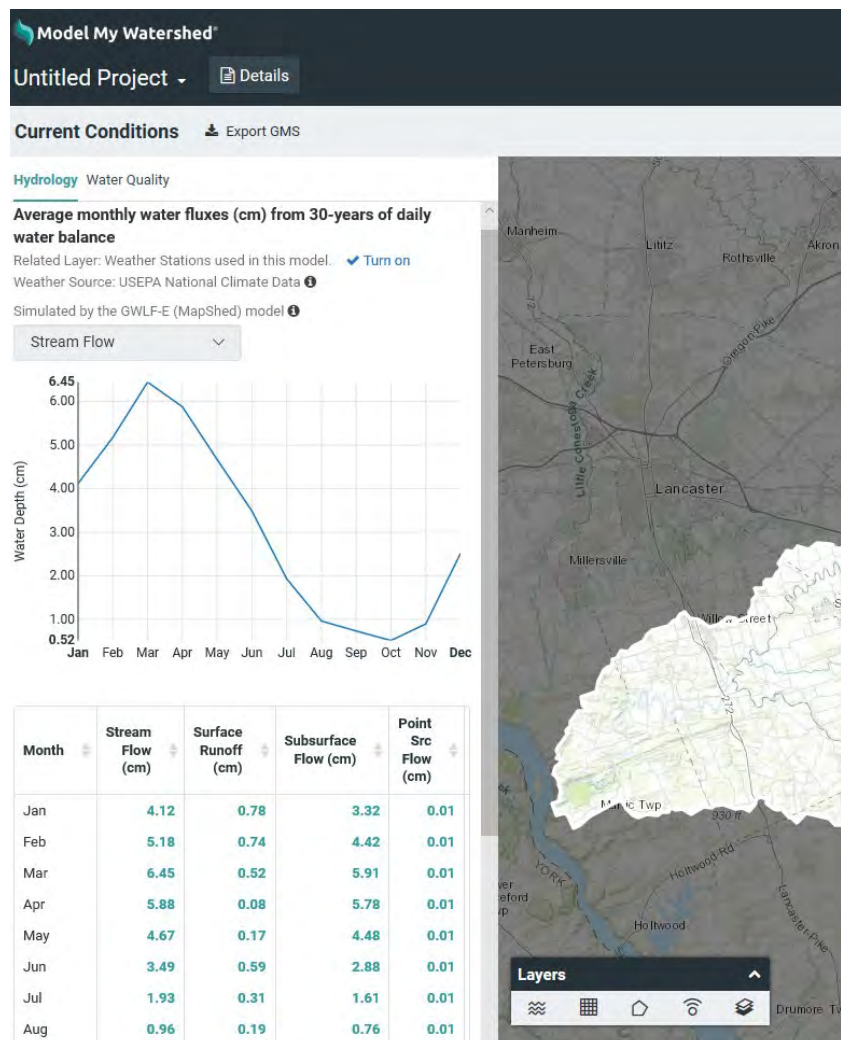 Model My Watershed®
Untitled Project
Details
Current Conditions
Export GMS
Hydrology Water Quality
Average monthly water fluxes (cm) from 30-years of daily
water balance
Related Layer: Weather Stations used in this model. Turn on
Weather Source: USEPA National Climate Data
Simulated by the GWLF-E (MapShed) model
Stream Flow
Water Depth (cm)
6.45
6.00
5.00
4.00
3.00
2.00
1.00
0.52
Jan Feb Mar Apr May Jun Jul Aug Sep Oct Nov Dec
Month Stream Flow (cm) Surface Runoff (cm) Subsurface Flow (cm) Point Src Flow (cm)
Jan 4.12 0.78 3.32 0.01
Feb 5.18 0.74 4.42 0.01
Mar 6.45 0.52 5.91 0.01
Apr 5.88 0.08 5.78 0.01
May 4.67 0.17 4.48 0.01
Jun 3.49 0.59 2.88 0.01
Jul 1.93 0.31 1.61 0.01
Aug 0.96 0.19 0.76 0.01
Manheim
Lititz
Rothsville
Akron
72
Oregon Pike
East
Petersburg
Little Conestoga Creek
Lancaster
Millersville
Street
272
Twp
930 ft
YORK
Holtwood Rd
Holtwood
Lancaster Pike
Layers
Drumore